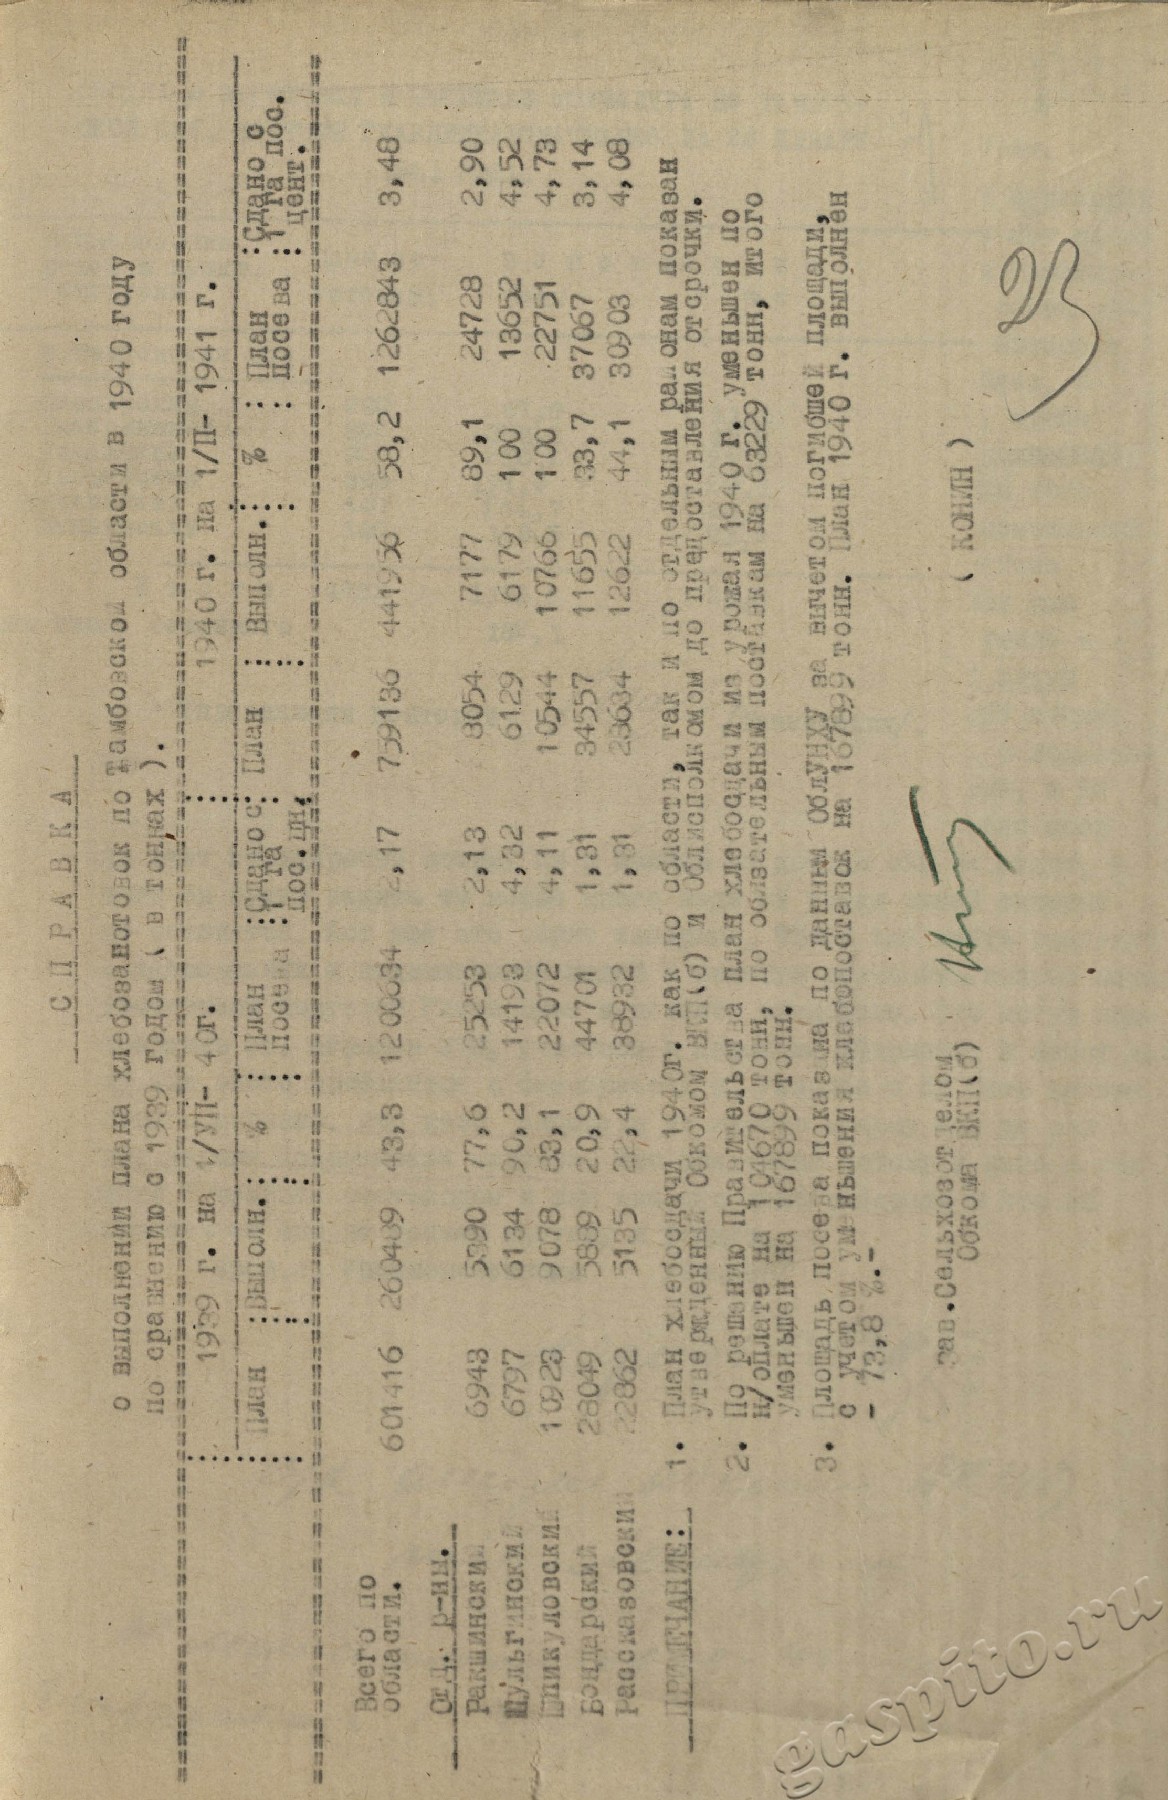 СПРАВКА
о выполнении плана хлебозаготовок по Тамбовской области в 1940 году
по сравнению с 1939 годом ( в тоннах ).
1939 г. на 1/УП- 40г. 1940 г. на 1/П- 1941 г.
План :Выполн.: % : План посева :Сдано с 1 га пос.цн. : План : Выполн.: % : План посева :Сдано с 1 га пос. цент.
Всего по области. 601416 260489 43,3 1200634 2,17 759136 441956 58,2 1262843 3,48
Отд. р-ны.
Ракшинский 6943 5390 77,6 25253 2,13 8054 7177 89,1 24728 2,90
Шульгинский 6797 6134 90,2 14193 4,32 6129 6179 100 13652 4,52
Шпикуловский 10923 9078 83,1 22072 4,11 10544 10766 100 22751 4,73
Бондарский 28049 5889 20,9 44701 1,31 34557 11655 33,7 37067 3,14
Рассказовский 22862 5135 22,4 38932 1,31 28634 12622 44,1 30903 4,08
ПРИМЕЧАНИЕ: 1. План хлебосдачи 1940г. как по области, так и по отдельным районам показан
утвержденный Обкомом ВКП(б) и Облисполкомом до предоставления отсрочки.
2. По решению Правительства план хлебосдачи из урожая 1940 г. уменьшен по
н/оплате на 104670 тонн, по обязательным поставкам на 63229 тонн, итого
уменьшен на 167899 тонн.
3. Площадь посева показана по данным ОблУНХУ за вычетом погибшей площади,
с учетом уменьшения хлебопоставок на 167899 тонн. План 1940 г. выполнен
- 73,8 %.-
Зав.Сельхозотделом
Обкома ВКП(б) ( КОНИН )
gaspito.ru